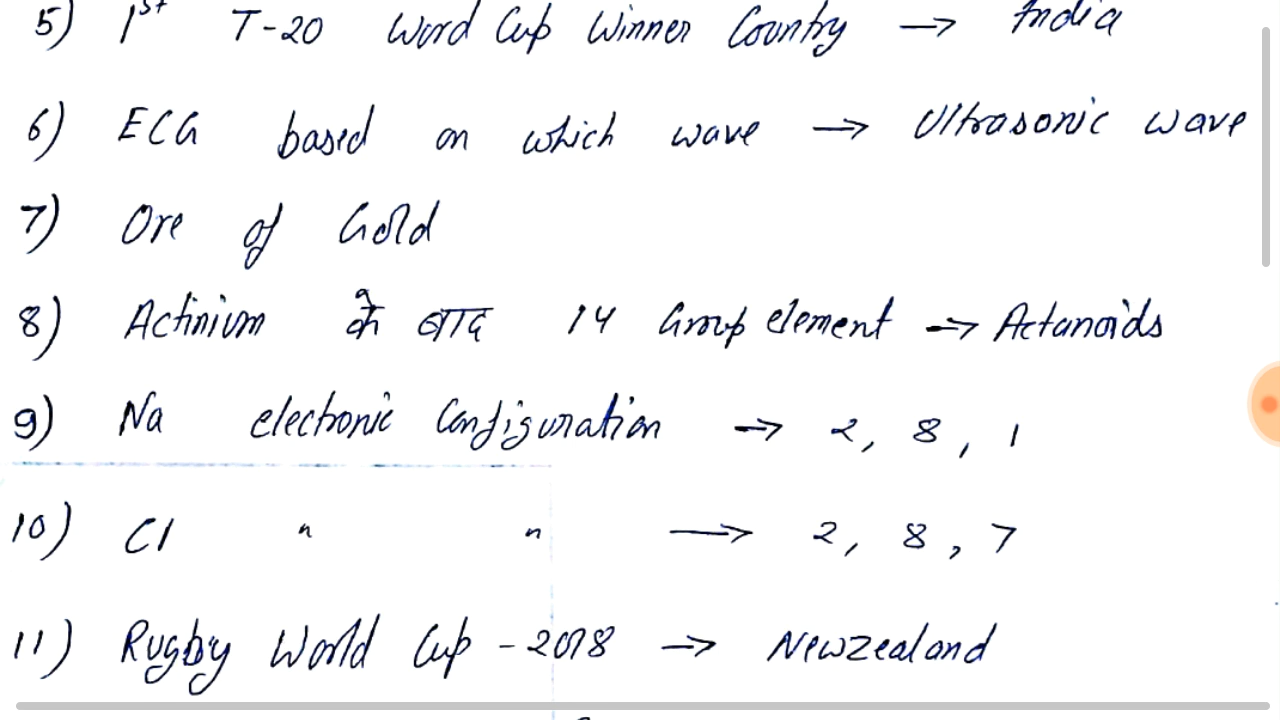 5) 1st T-20 Word Cup Winner Country → India
6) ECG based on which wave → Ultrasonic wave
7) Ore of Gold
8) Actinium के बाद 14 Group element → Actanoids
9) Na electronic Configuration → 2, 8, 1
10) Cl " " → 2, 8, 7
11) Rugby World Cup - 2018 → Newzealand